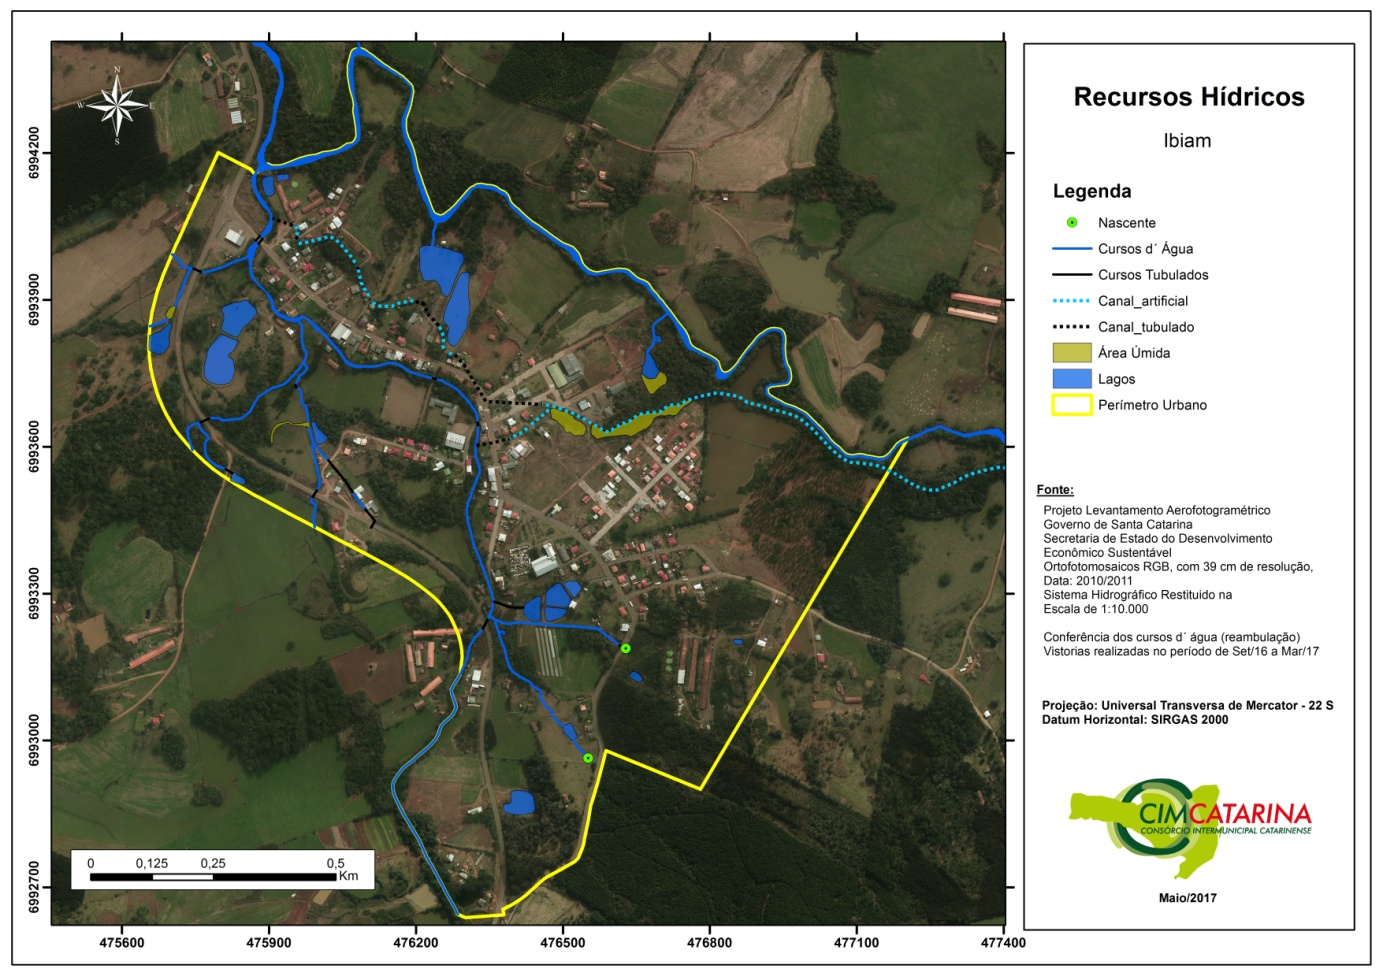 Recursos Hídricos
Ibiam
Legenda
Nascente
Cursos d´ Água
Cursos Tubulados
Canal_artificial
Canal_tubulado
Área Úmida
Lagos
Perímetro Urbano
Fonte:
Projeto Levantamento Aerofotogramétrico
Governo de Santa Catarina
Secretaria de Estado do Desenvolvimento
Econômico Sustentável
Ortofotomosaicos RGB, com 39 cm de resolução,
Data: 2010/2011
Sistema Hidrográfico Restituido na
Escala de 1:10.000
Conferência dos cursos d´ água (reambulação)
Vistorias realizadas no período de Set/16 a Mar/17
Projeção: Universal Transversa de Mercator - 22 S
Datum Horizontal: SIRGAS 2000
CIMCATARINA
CONSÓRCIO INTERMUNICIPAL CATARINENSE
Maio/2017
N
W E
S
6994200
6993900
6993600
6993300
6993000
6992700
0 0,125 0,25 0,5
Km
475600 475900 476200 476500 476800 477100 477400